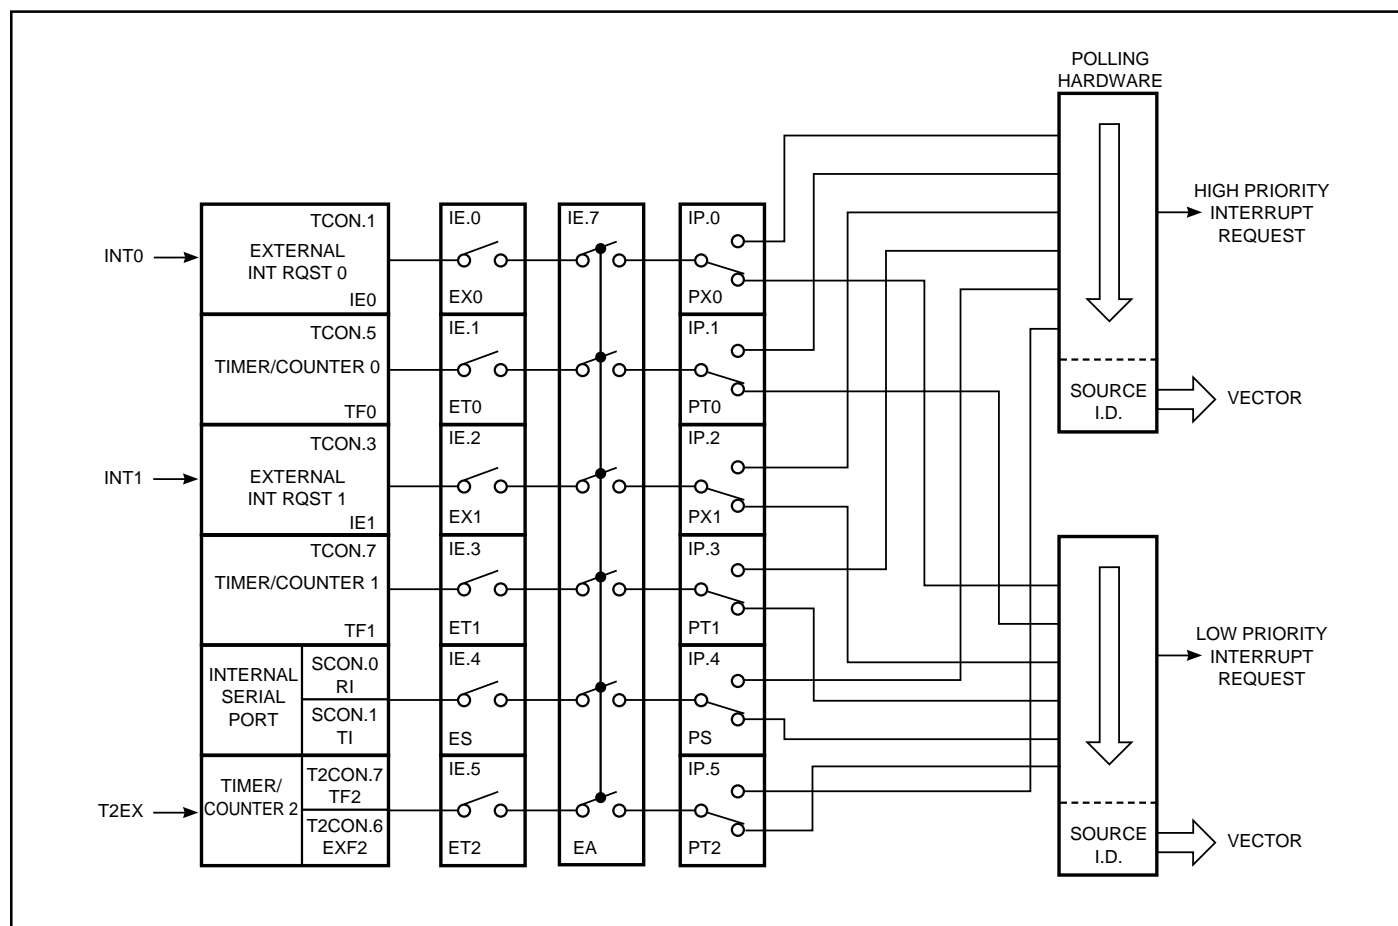 POLLING
HARDWARE
HIGH PRIORITY
INTERRUPT
REQUEST
SOURCE
I.D.
VECTOR
INT0
TCON.1
EXTERNAL
INT RQST 0
IE0
IE.0
EX0
IE.7
IP.0
PX0
TCON.5
TIMER/COUNTER 0
TF0
IE.1
ET0
IP.1
PT0
INT1
TCON.3
EXTERNAL
INT RQST 1
IE1
IE.2
EX1
IP.2
PX1
TCON.7
TIMER/COUNTER 1
TF1
IE.3
ET1
IP.3
PT1
INTERNAL
SERIAL
PORT
SCON.0
RI
SCON.1
TI
IE.4
ES
IP.4
PS
T2EX
TIMER/
COUNTER 2
T2CON.7
TF2
T2CON.6
EXF2
IE.5
ET2
EA
IP.5
PT2
LOW PRIORITY
INTERRUPT
REQUEST
SOURCE
I.D.
VECTOR